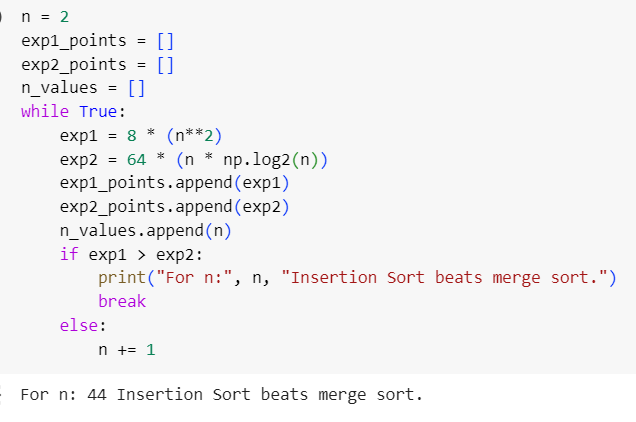 n = 2
exp1_points = []
exp2_points = []
n_values = []
while True:
    exp1 = 8 * (n**2)
    exp2 = 64 * (n * np.log2(n))
    exp1_points.append(exp1)
    exp2_points.append(exp2)
    n_values.append(n)
    if exp1 > exp2:
        print("For n:", n, "Insertion Sort beats merge sort.")
        break
    else:
        n += 1
For n: 44 Insertion Sort beats merge sort.